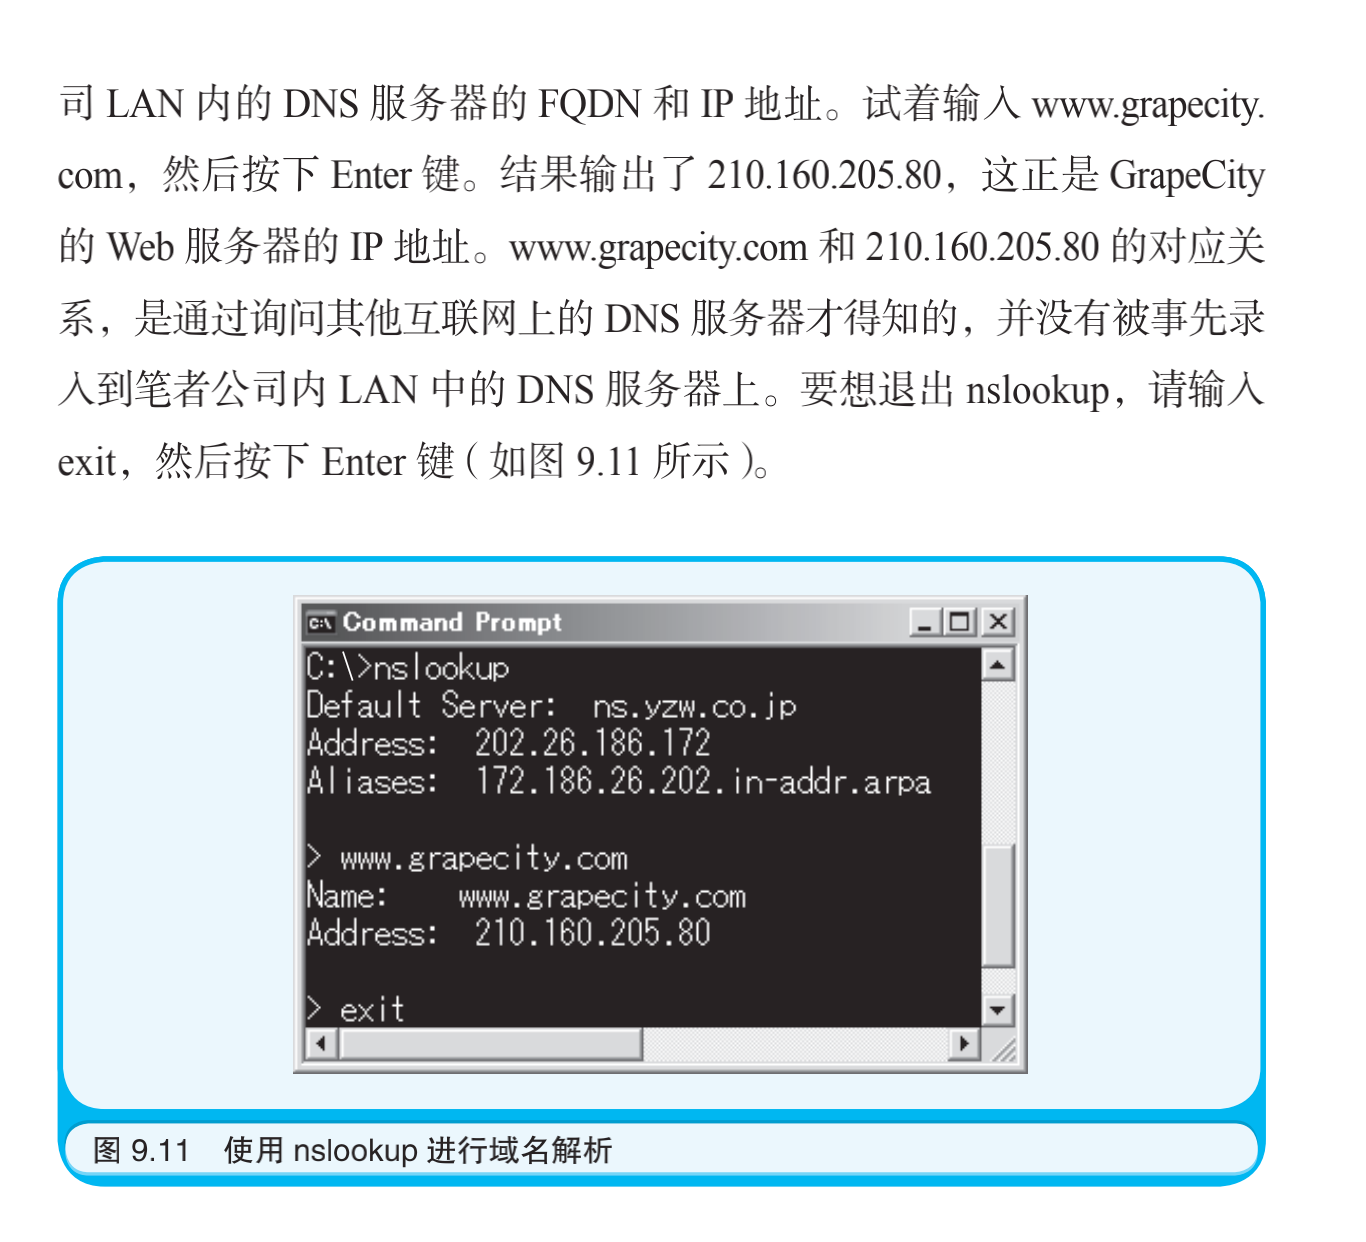 司 LAN 内的 DNS 服务器的 FQDN 和 IP 地址。试着输入 www.grapecity.
com，然后按下 Enter 键。结果输出了 210.160.205.80，这正是 GrapeCity
的 Web 服务器的 IP 地址。www.grapecity.com 和 210.160.205.80 的对应关
系，是通过询问其他互联网上的 DNS 服务器才得知的，并没有被事先录
入到笔者公司内 LAN 中的 DNS 服务器上。要想退出 nslookup，请输入
exit，然后按下 Enter 键（如图 9.11 所示）。
Command Prompt
C:\>nslookup
Default Server:  ns.yzw.co.jp
Address:  202.26.186.172
Aliases:  172.186.26.202.in-addr.arpa
> www.grapecity.com
Name:    www.grapecity.com
Address:  210.160.205.80
> exit
图 9.11　使用 nslookup 进行域名解析